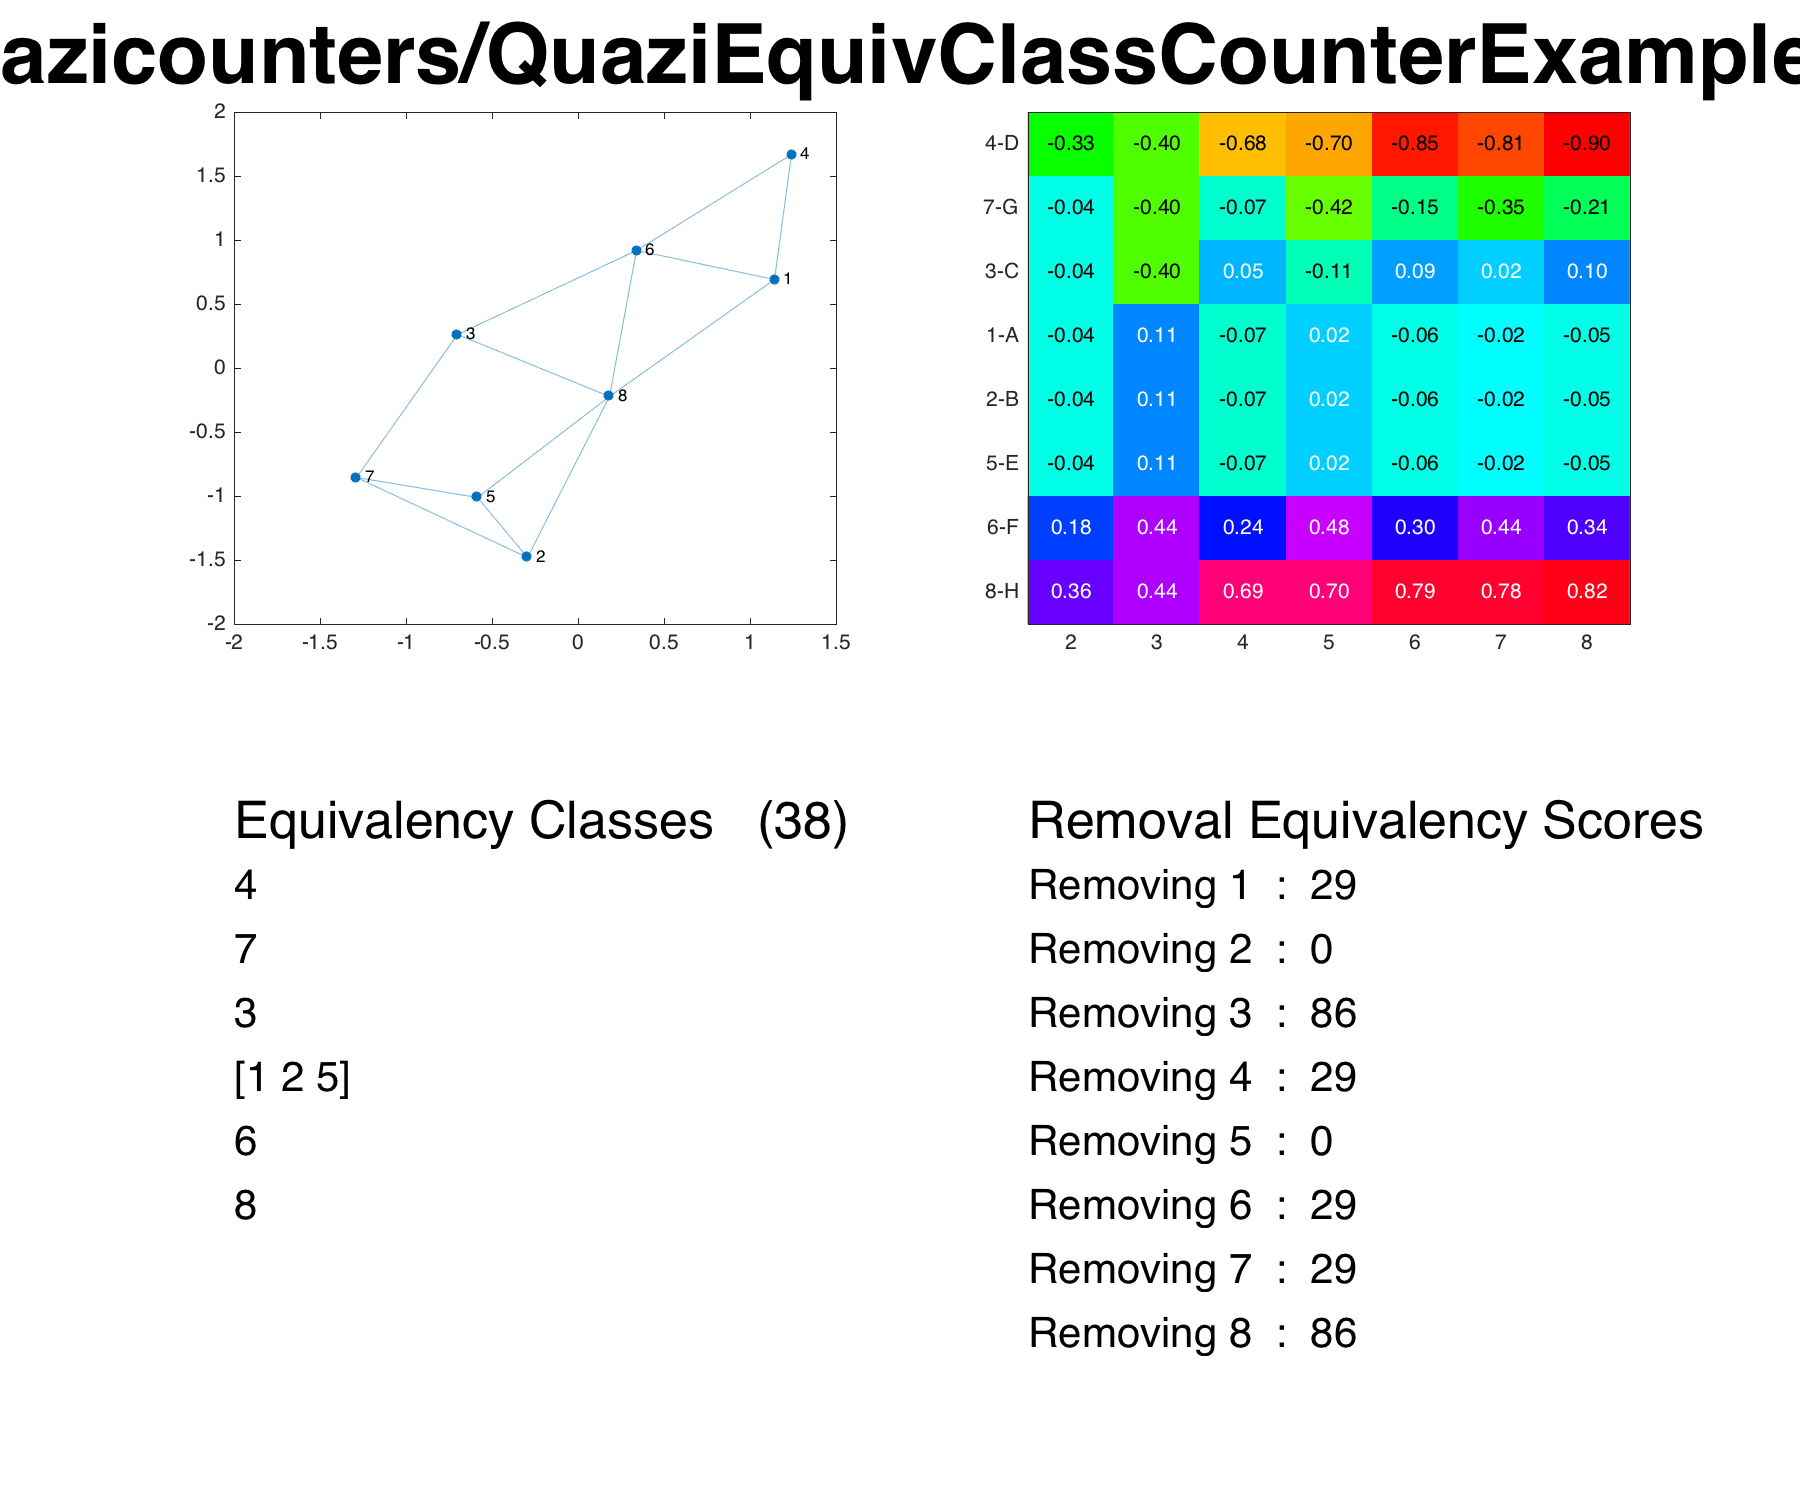 azicounters/QuaziEquivClassCounterExample
2
1.5
1
0.5
0
-0.5
-1
-1.5
-2
-2 -1.5 -1 -0.5 0 0.5 1 1.5
4
6
1
3
8
7
5
2
4-D -0.33 -0.40 -0.68 -0.70 -0.85 -0.81 -0.90
7-G -0.04 -0.40 -0.07 -0.42 -0.15 -0.35 -0.21
3-C -0.04 -0.40 0.05 -0.11 0.09 0.02 0.10
1-A -0.04 0.11 -0.07 0.02 -0.06 -0.02 -0.05
2-B -0.04 0.11 -0.07 0.02 -0.06 -0.02 -0.05
5-E -0.04 0.11 -0.07 0.02 -0.06 -0.02 -0.05
6-F 0.18 0.44 0.24 0.48 0.30 0.44 0.34
8-H 0.36 0.44 0.69 0.70 0.79 0.78 0.82
2 3 4 5 6 7 8
Equivalency Classes (38)
4
7
3
[1 2 5]
6
8
Removal Equivalency Scores
Removing 1 : 29
Removing 2 : 0
Removing 3 : 86
Removing 4 : 29
Removing 5 : 0
Removing 6 : 29
Removing 7 : 29
Removing 8 : 86